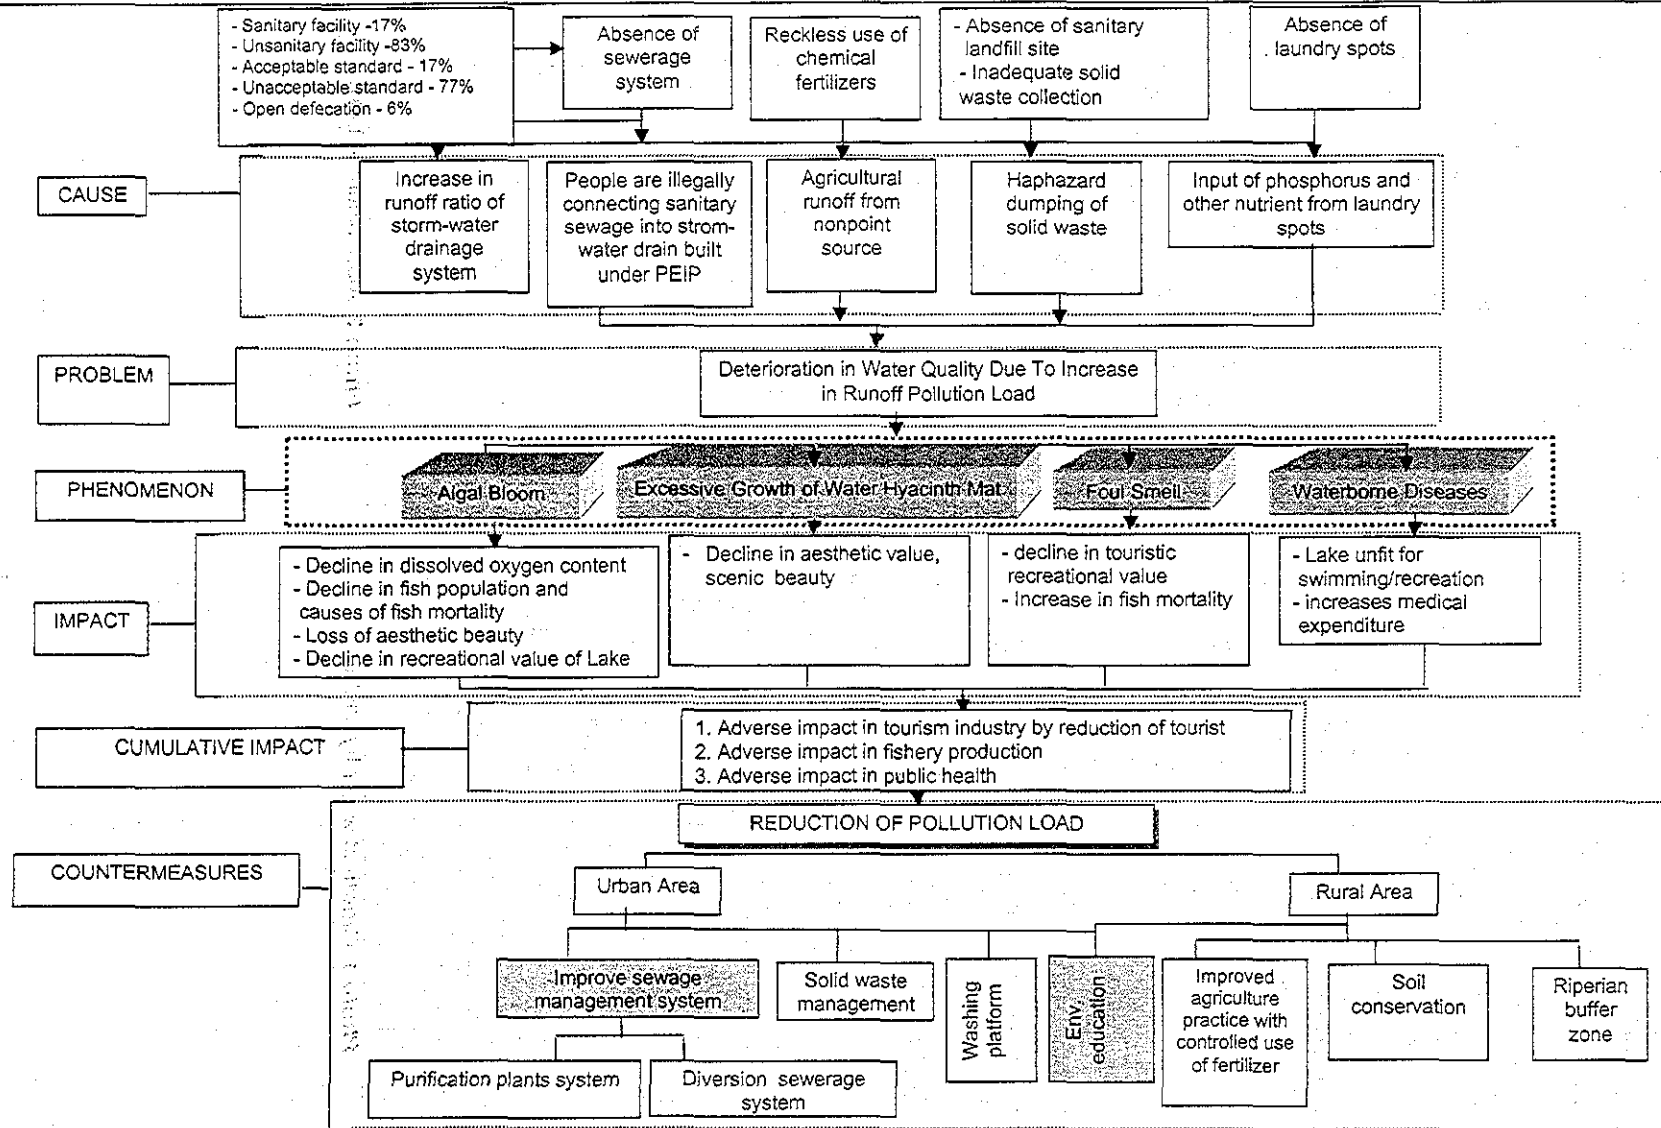 - Sanitary facility -17%
- Unsanitary facility -83%
- Acceptable standard - 17%
- Unacceptable standard - 77%
- Open defecation - 6%
Absence of
sewerage
system
Reckless use of
chemical
fertilizers
- Absence of sanitary
landfill site
- Inadequate solid
waste collection
Absence of
laundry spots
CAUSE
Increase in
runoff ratio of
storm-water
drainage
system
People are illegally
connecting sanitary
sewage into strom-
water drain built
under PEIP
Agricultural
runoff from
nonpoint
source
Haphazard
dumping of
solid waste
Input of phosphorus and
other nutrient from laundry
spots
PROBLEM
Deterioration in Water Quality Due To Increase
in Runoff Pollution Load
PHENOMENON
Algal Bloom
Excessive Growth of Water Hyacinth Mat
Foul Smell
Waterborne Diseases
IMPACT
- Decline in dissolved oxygen content
- Decline in fish population and
causes of fish mortality
- Loss of aesthetic beauty
- Decline in recreational value of Lake
- Decline in aesthetic value,
scenic beauty
- decline in touristic
recreational value
- Increase in fish mortality
- Lake unfit for
swimming/recreation
- increases medical
expenditure
CUMULATIVE IMPACT
1. Adverse impact in tourism industry by reduction of tourist
2. Adverse impact in fishery production
3. Adverse impact in public health
COUNTERMEASURES
REDUCTION OF POLLUTION LOAD
Urban Area
Rural Area
Improve sewage
management system
Solid waste
management
Washing
platform
Env.
education
Improved
agriculture
practice with
controlled use
of fertilizer
Soil
conservation
Riperian
buffer
zone
Purification plants system
Diversion sewerage
system